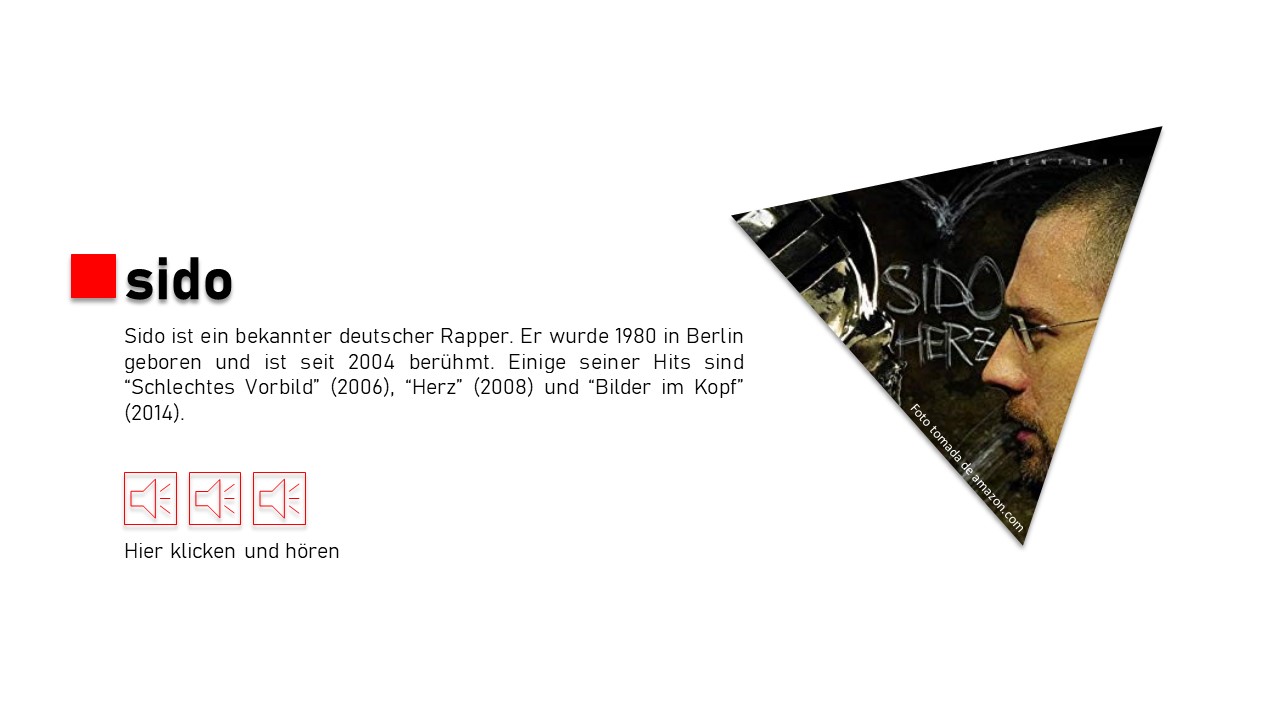 sido
Sido ist ein bekannter deutscher Rapper. Er wurde 1980 in Berlin
geboren und ist seit 2004 berühmt. Einige seiner Hits sind
“Schlechtes Vorbild” (2006), “Herz” (2008) und “Bilder im Kopf”
(2014).
Hier klicken und hören
SIDO
HERZ
Foto tomada de amazon.com